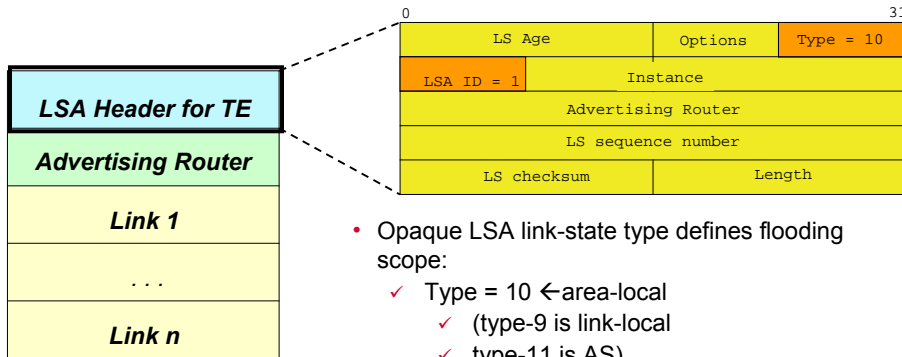 0 31
LS Age Options Type = 10
LSA ID = 1 Instance
Advertising Router
LS sequence number
LS checksum Length
LSA Header for TE
Advertising Router
Link 1
. . .
Link n
• Opaque LSA link-state type defines flooding
scope:
✓ Type = 10 ←area-local
✓ (type-9 is link-local
✓ type-11 is AS)